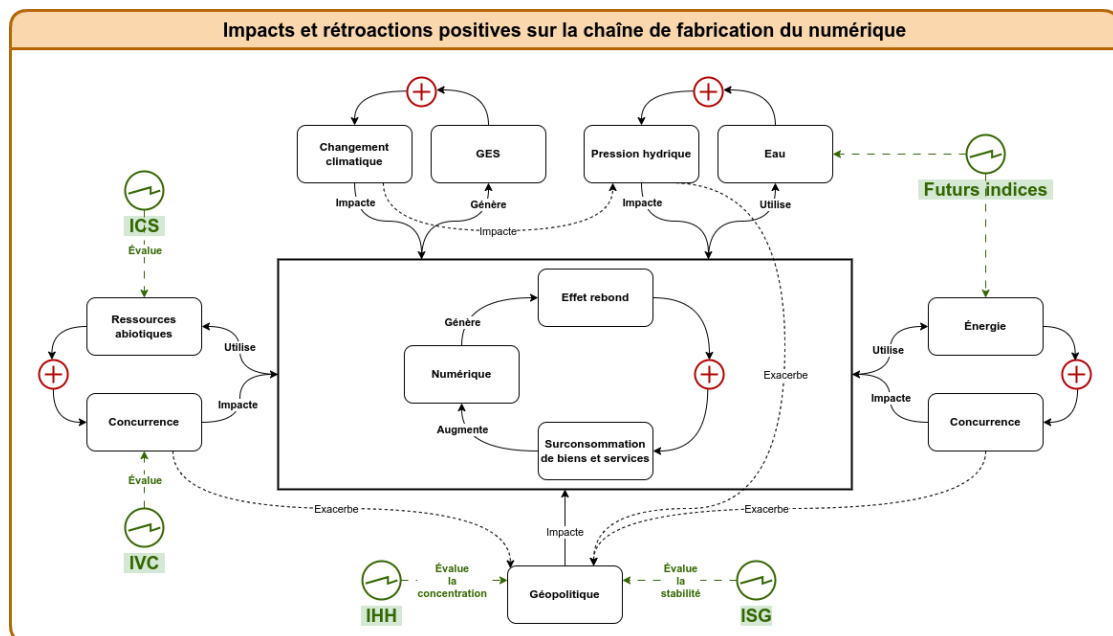 Impacts et rétroactions positives sur la chaîne de fabrication du numérique
Changement
climatique
GES
Pression hydrique
Eau
Impacte
Génère
Impacte
Impacte
Utilise
Futurs indices
ICS
Évalue
Ressources
abiotiques
Utilise
Impacte
Concurrence
Évalue
IVC
Effet rebond
Génère
Numérique
Augmente
Surconsommation
de biens et services
Exacerbe
Énergie
Utilise
Impacte
Concurrence
Exacerbe
Impacte
Exacerbe
Évalue
la
concentration
IHH
Géopolitique
Évalue
la
stabilité
ISG